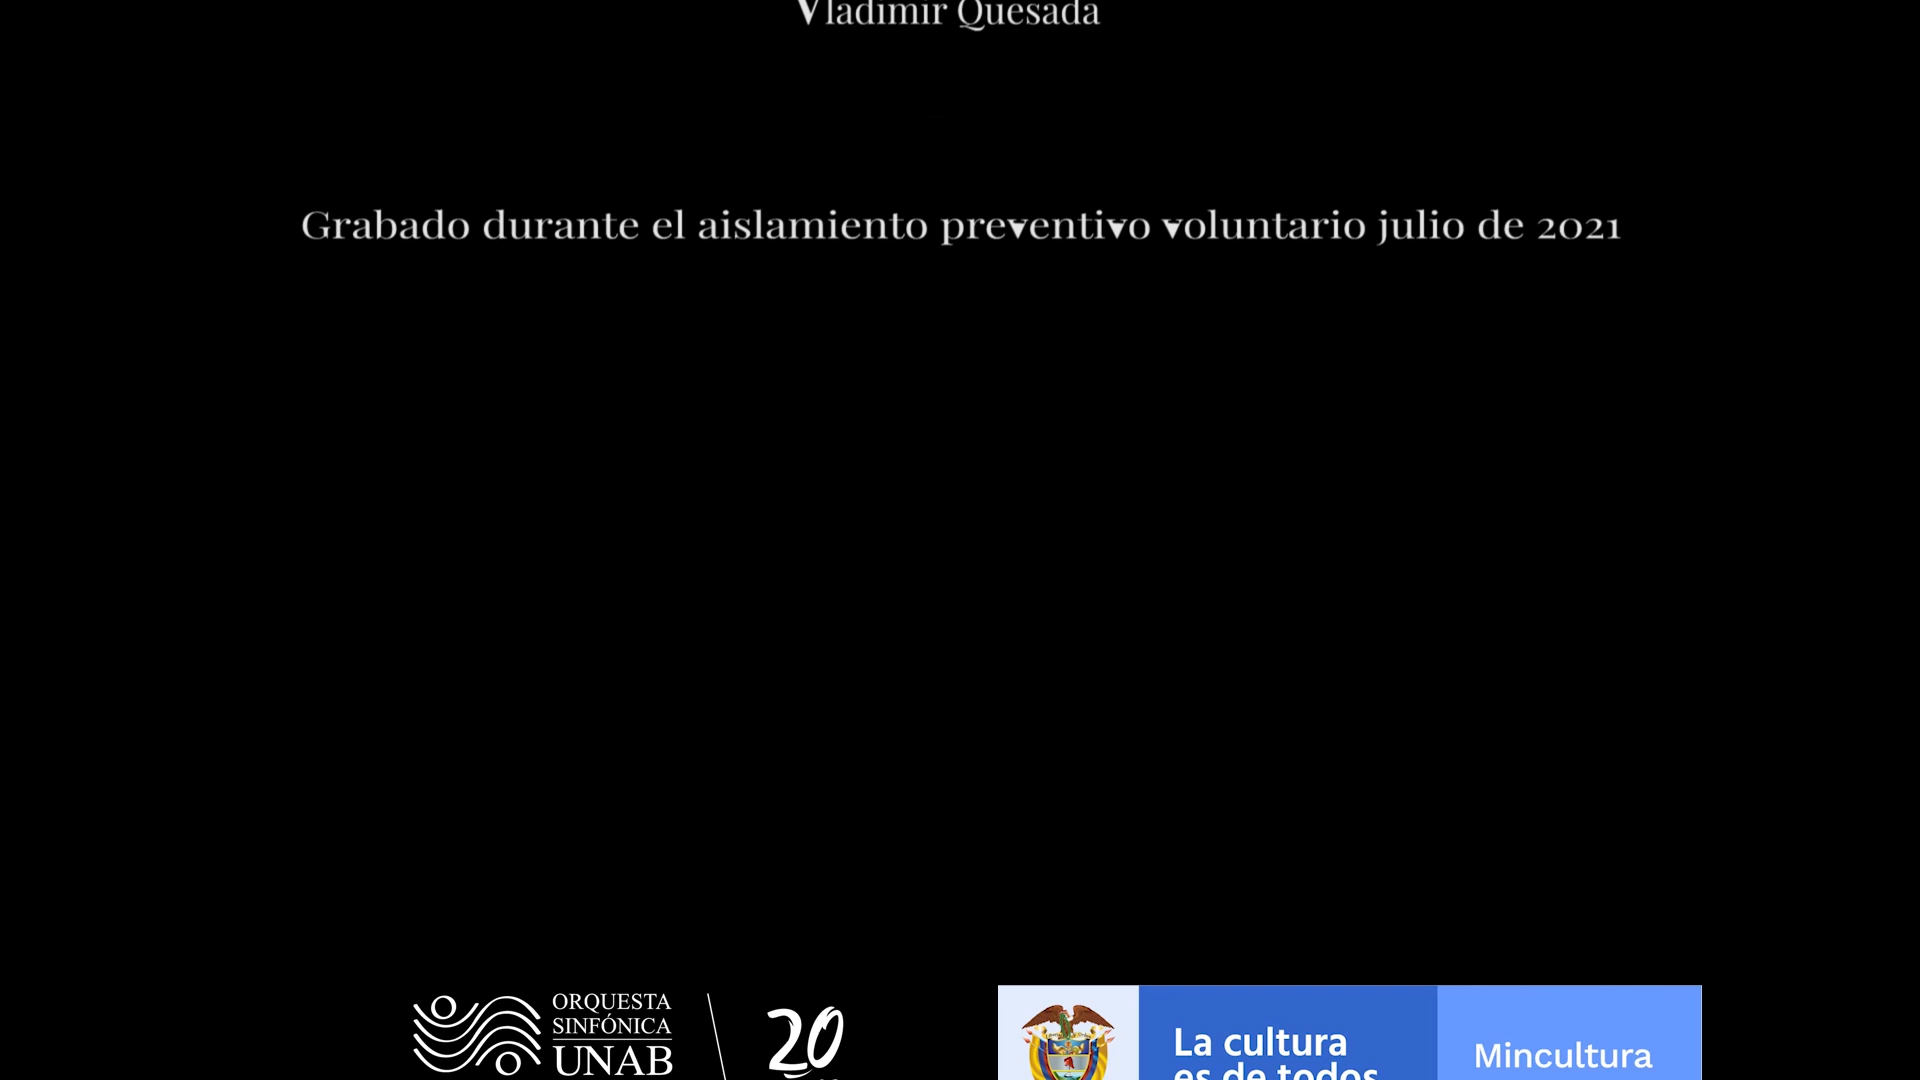 Vladimir Quesada
Grabado durante el aislamiento preventivo voluntario julio de 2021
ORQUESTA
SINFÓNICA
UNAB
20
La cultura
es de todos
Mincultura